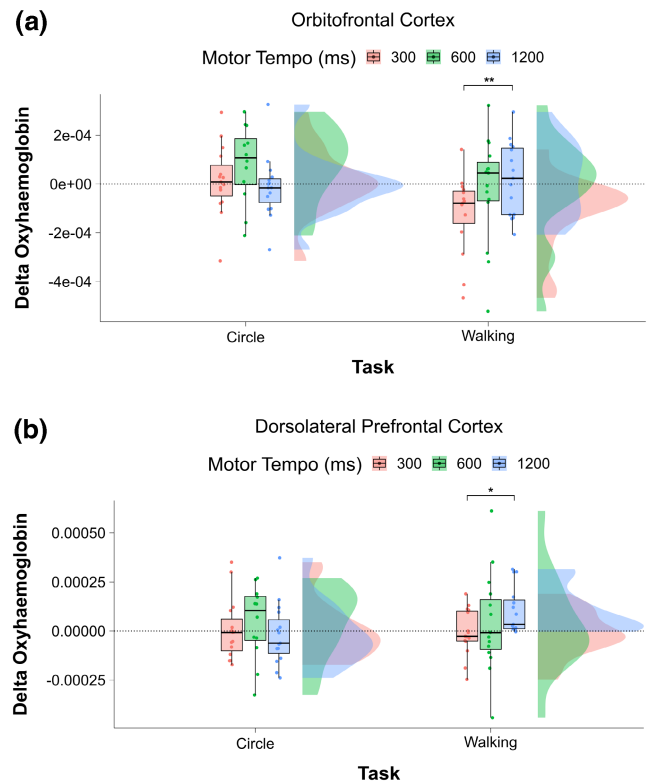 (a)
Orbitofrontal Cortex
Motor Tempo (ms) 300 600 1200
**
2e-04
0e+00
-2e-04
-4e-04
Delta Oxyhaemoglobin
Circle Walking
Task
(b)
Dorsolateral Prefrontal Cortex
Motor Tempo (ms) 300 600 1200
*
0.00050
0.00025
0.00000
-0.00025
Delta Oxyhaemoglobin
Circle Walking
Task